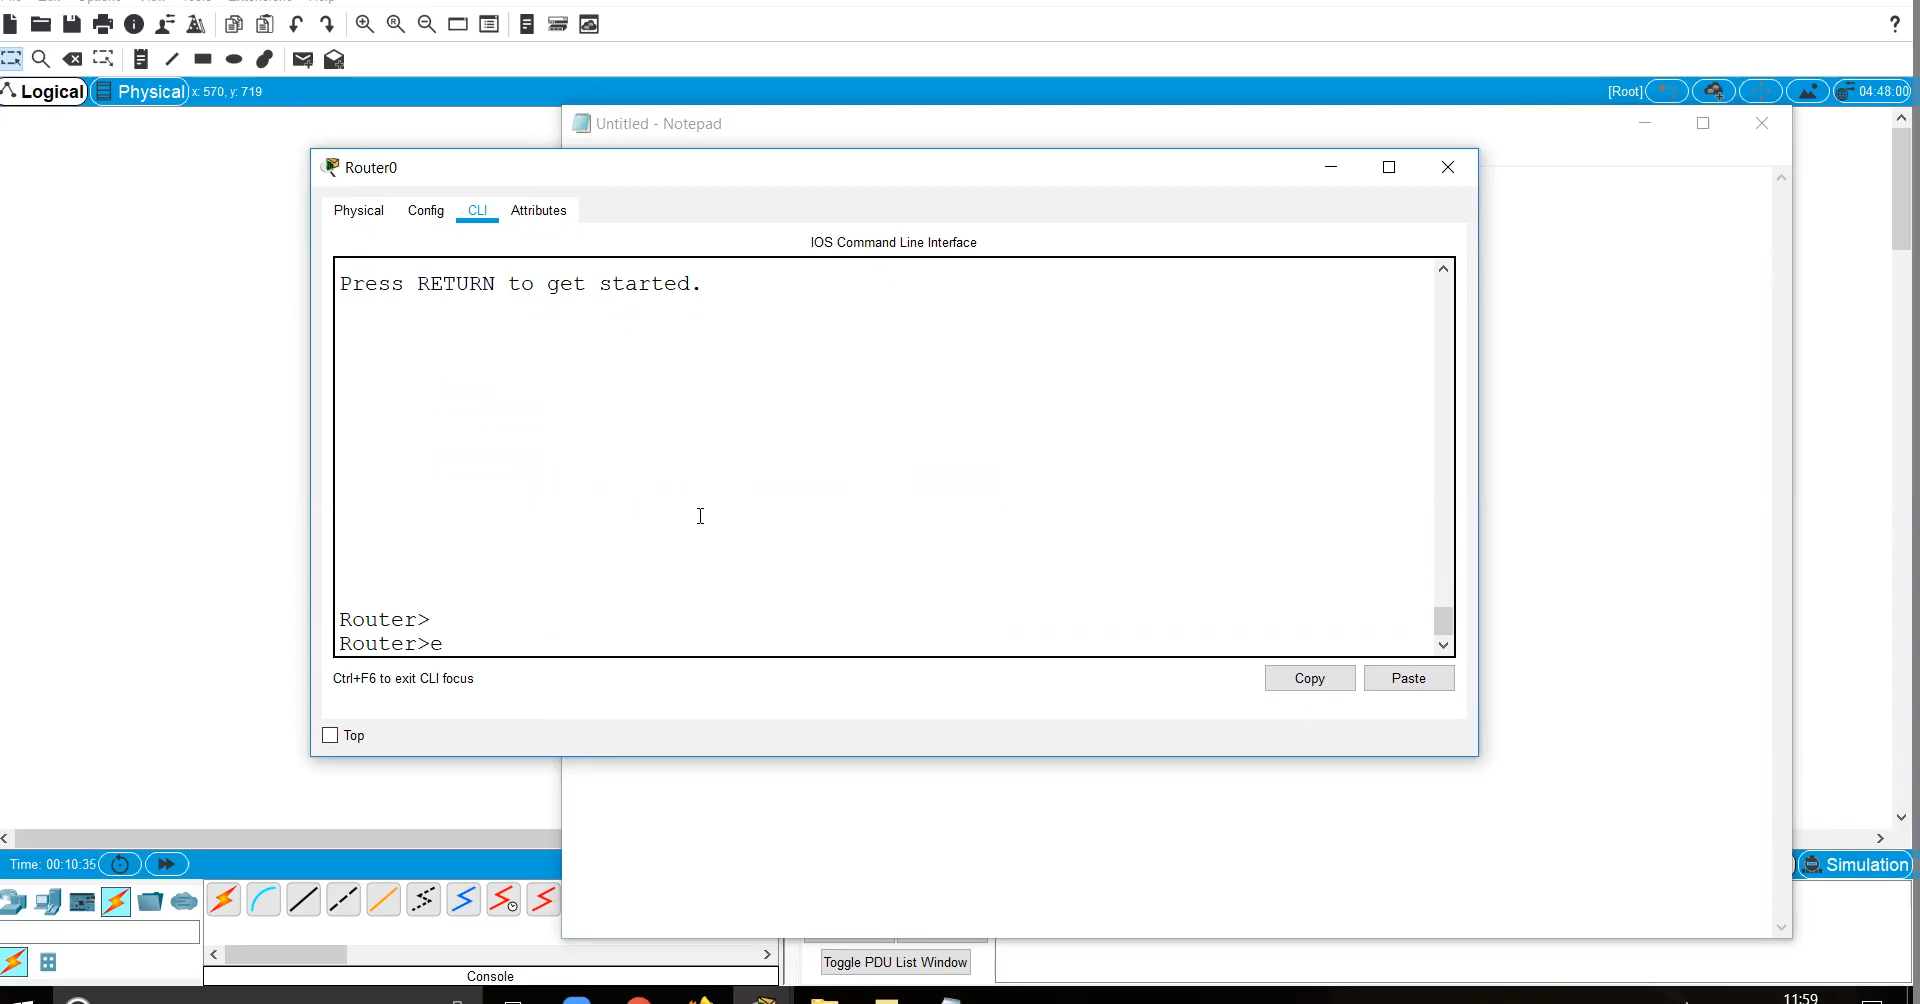 Logical
Physical
x: 570, y: 719
[Root]
04:48:00
Untitled - Notepad
Router0
Physical
Config
CLI
Attributes
IOS Command Line Interface
Press RETURN to get started.
Router>
Router>e
Ctrl+F6 to exit CLI focus
Copy
Paste
Top
Time: 00:10:35
Simulation
Toggle PDU List Window
Console
11:59